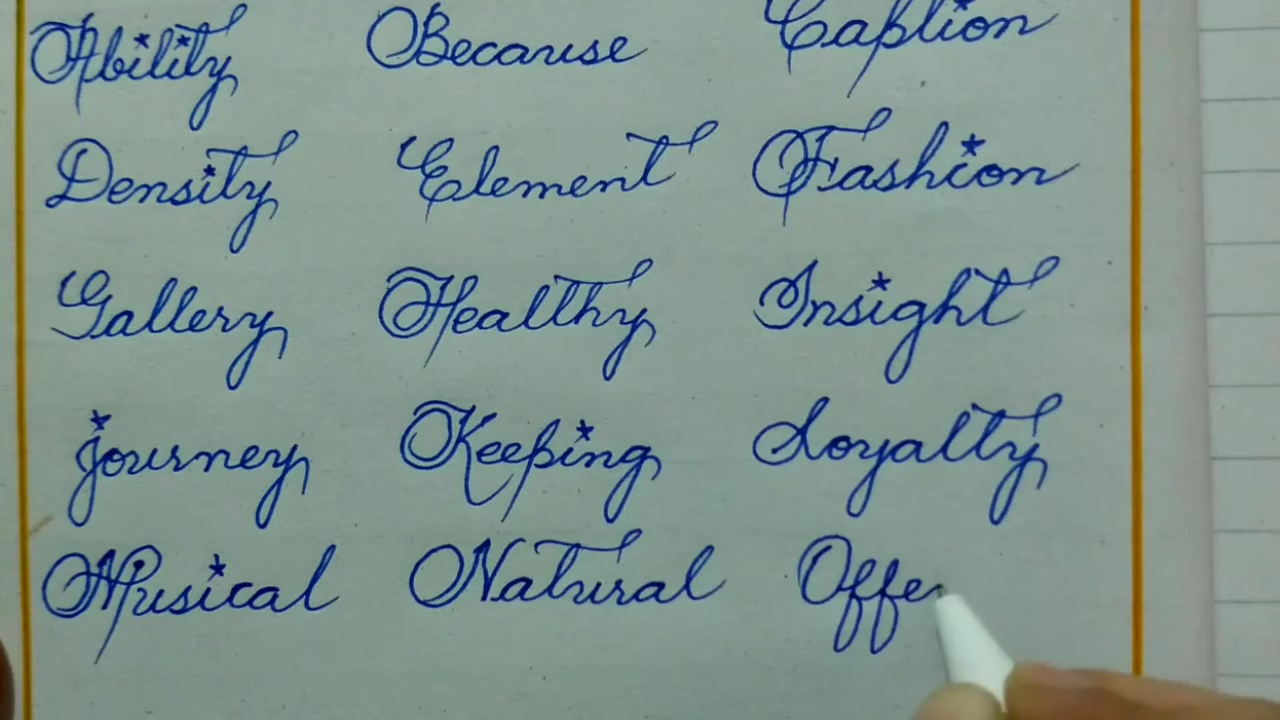 Ability Because Caption
Density Element Fashion
Gallery Healthy Insight
Journey Keeping Loyalty
Musical Natural Offe